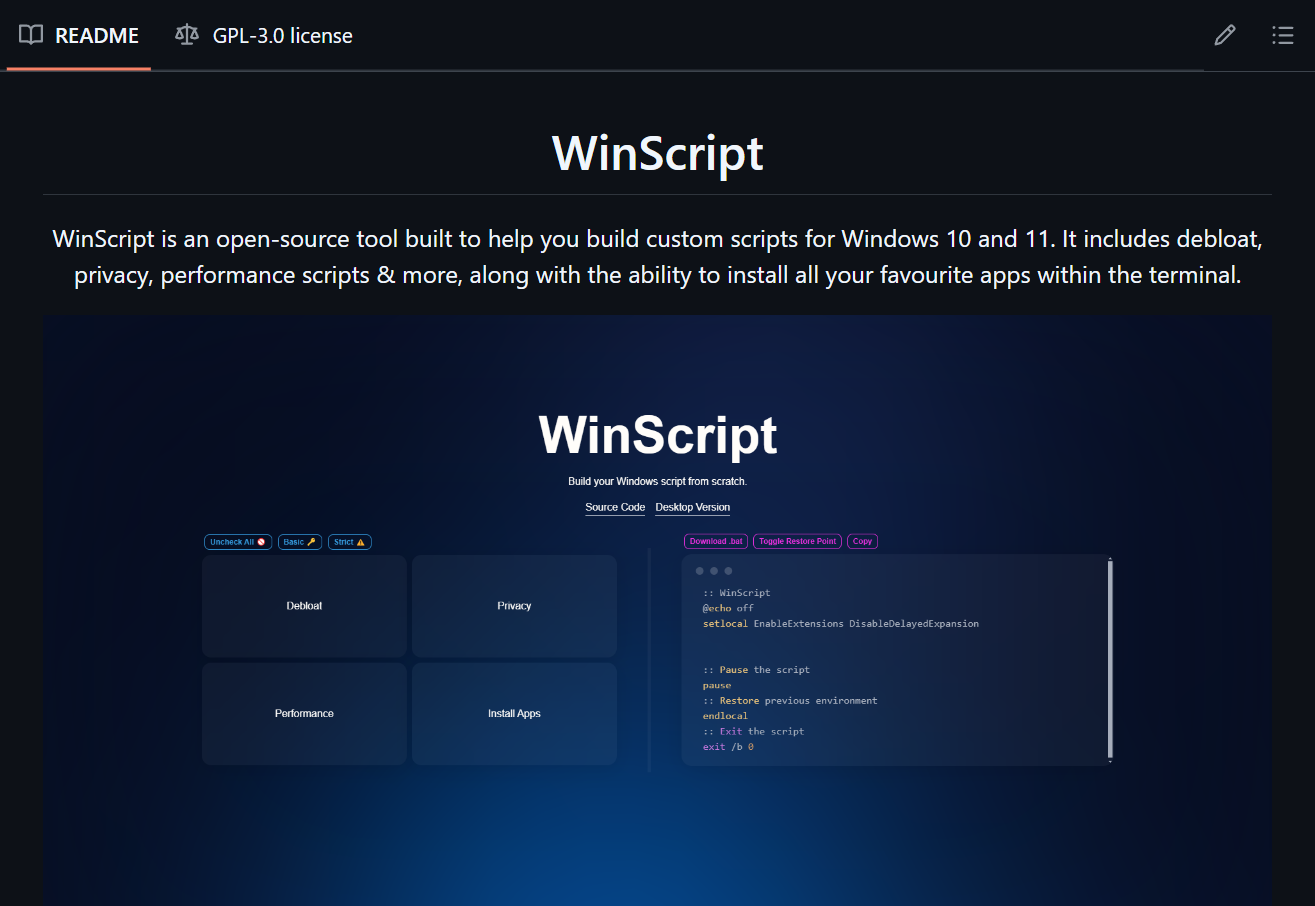 README
GPL-3.0 license
WinScript
WinScript is an open-source tool built to help you build custom scripts for Windows 10 and 11. It includes debloat,
privacy, performance scripts & more, along with the ability to install all your favourite apps within the terminal.
WinScript
Build your Windows script from scratch.
Source Code Desktop Version
Uncheck All 🚫 Basic 🔑 Strict ⚠️
Debloat
Privacy
Performance
Install Apps
Download .bat Toggle Restore Point Copy
:: WinScript
@echo off
setlocal EnableExtensions DisableDelayedExpansion
:: Pause the script
pause
:: Restore previous environment
endlocal
:: Exit the script
exit /b 0